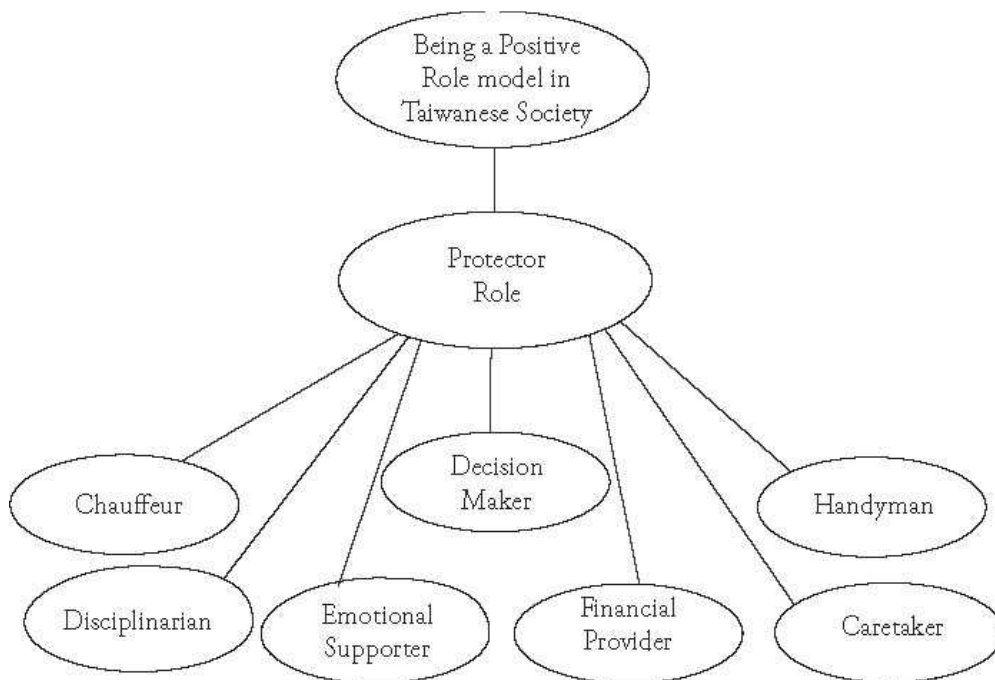 Being a Positive
Role model in
Taiwanese Society
Protector
Role
Decision
Maker
Chauffeur
Handyman
Disciplinarian
Emotional
Supporter
Financial
Provider
Caretaker